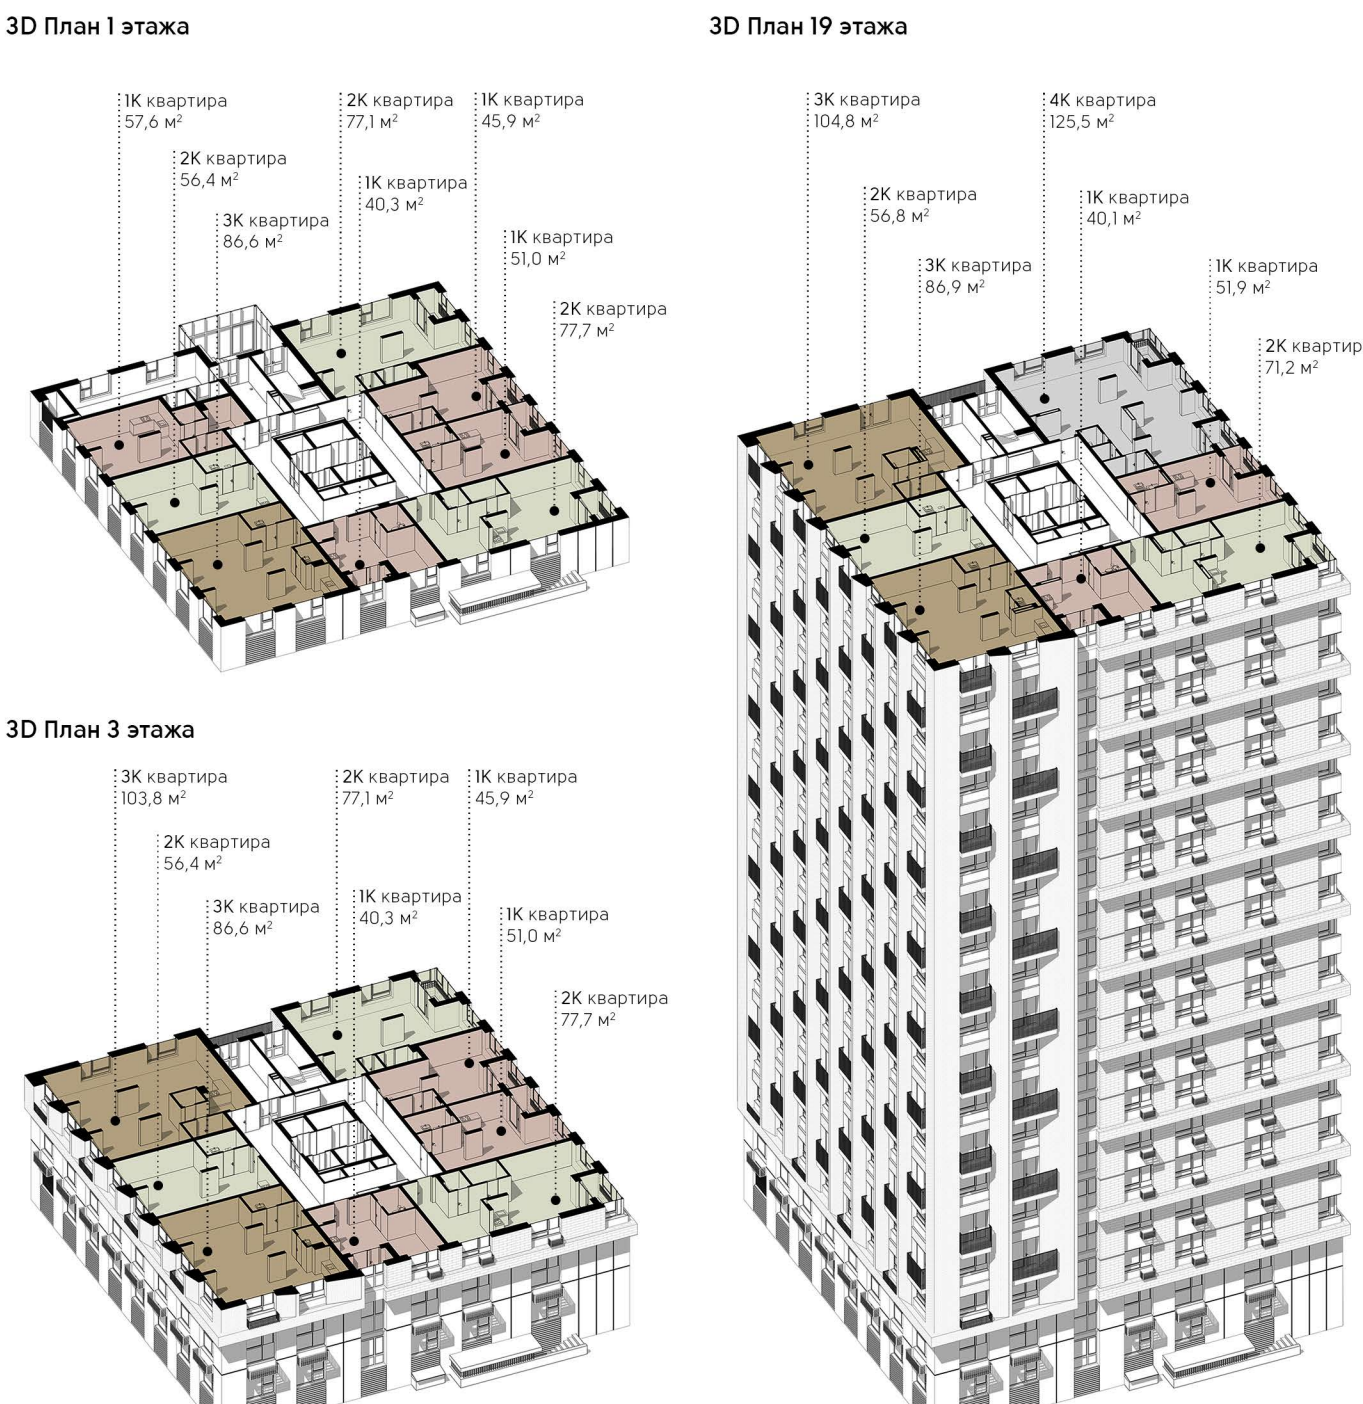 3D План 1 этажа
1К квартира
57,6 м²
2К квартира
56,4 м²
3К квартира
86,6 м²
2К квартира
77,1 м²
1К квартира
40,3 м²
1К квартира
45,9 м²
1К квартира
51,0 м²
2К квартира
77,7 м²
3D План 3 этажа
3К квартира
103,8 м²
2К квартира
56,4 м²
3К квартира
86,6 м²
2К квартира
77,1 м²
1К квартира
40,3 м²
1К квартира
45,9 м²
1К квартира
51,0 м²
2К квартира
77,7 м²
3D План 19 этажа
3К квартира
104,8 м²
2К квартира
56,8 м²
3К квартира
86,9 м²
4К квартира
125,5 м²
1К квартира
40,1 м²
1К квартира
51,9 м²
2К квартир
71,2 м²